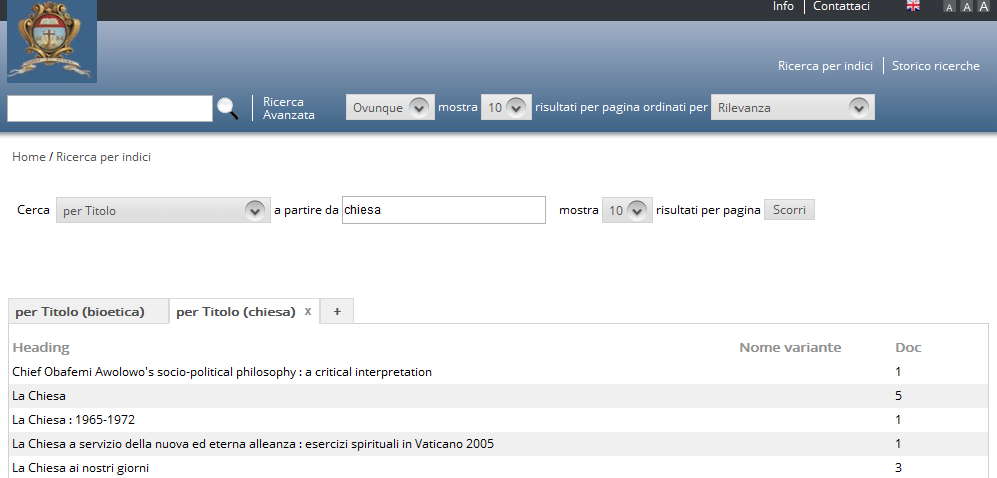 Info Contattaci A A A
Ricerca per indici Storico ricerche
Ricerca Avanzata Ovunque mostra 10 risultati per pagina ordinati per Rilevanza
Home / Ricerca per indici
Cerca per Titolo a partire da chiesa mostra 10 risultati per pagina Scorri
per Titolo (bioetica) per Titolo (chiesa) x +
Heading Nome variante Doc
Chief Obafemi Awolowo's socio-political philosophy : a critical interpretation 1
La Chiesa 5
La Chiesa : 1965-1972 1
La Chiesa a servizio della nuova ed eterna alleanza : esercizi spirituali in Vaticano 2005 1
La Chiesa ai nostri giorni 3